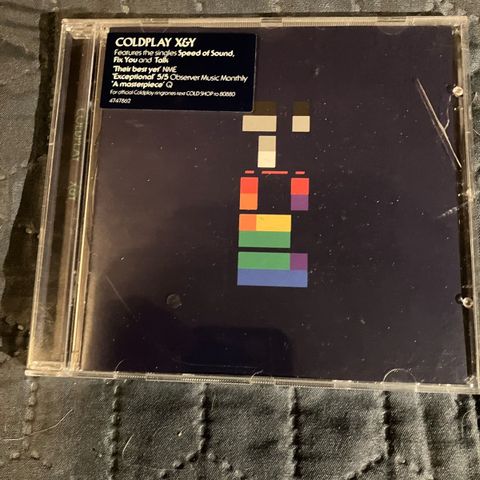 COLDPLAY X&Y
Features the singles Speed of Sound,
Fix You and Talk
'Their best yet' NME
'Exceptional' 5/5 Observer Music Monthly
'A masterpiece' Q
For official Coldplay ringtones text COLD SHOP to 80880
4747862
COLDPLAY X&Y